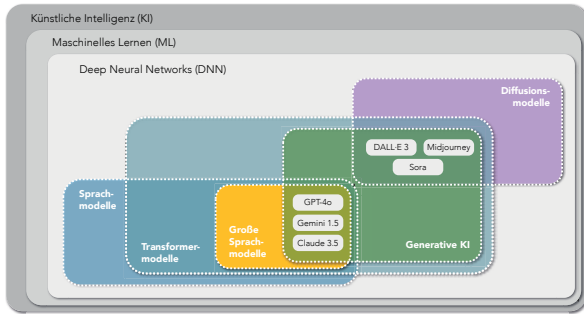 Künstliche Intelligenz (KI)
Maschinelles Lernen (ML)
Deep Neural Networks (DNN)
Diffusions-
modelle
DALL·E 3
Midjourney
Sora
Sprach-
modelle
GPT-4o
Gemini 1.5
Claude 3.5
Große
Sprach-
modelle
Transformer-
modelle
Generative KI